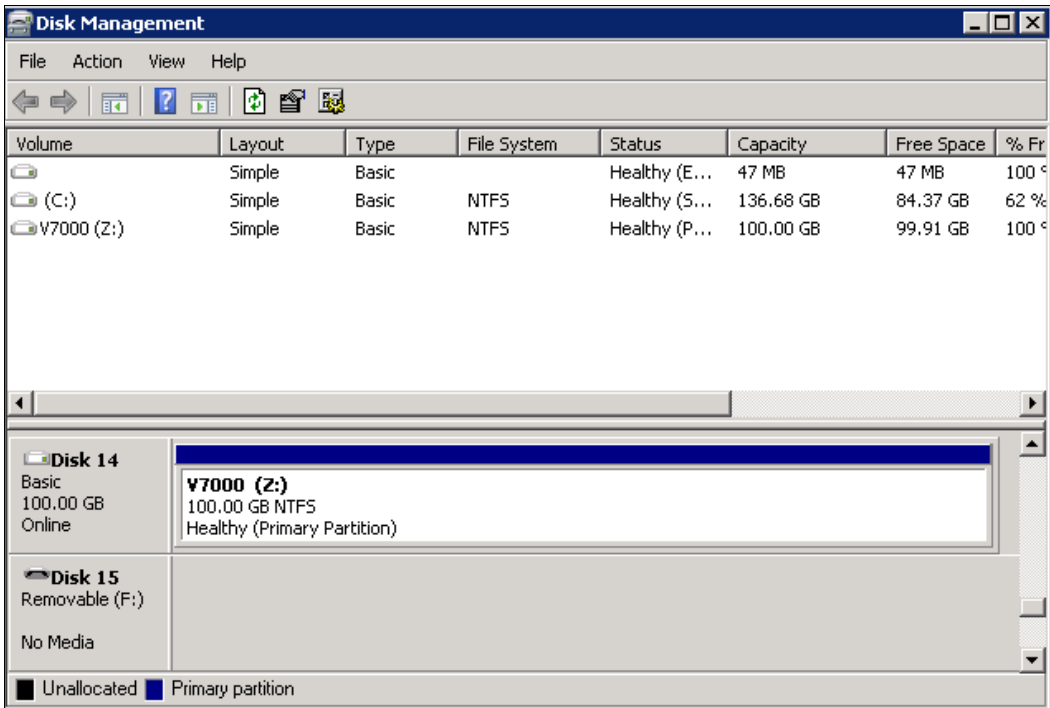 Disk Management
File Action View Help
Volume Layout Type File System Status Capacity Free Space % Fr
Simple Basic Healthy (E... 47 MB 47 MB 100 %
(C:) Simple Basic NTFS Healthy (S... 136.68 GB 84.37 GB 62 %
V7000 (Z:) Simple Basic NTFS Healthy (P... 100.00 GB 99.91 GB 100 %
Disk 14
Basic
100.00 GB
Online
V7000 (Z:)
100.00 GB NTFS
Healthy (Primary Partition)
Disk 15
Removable (F:)
No Media
Unallocated Primary partition